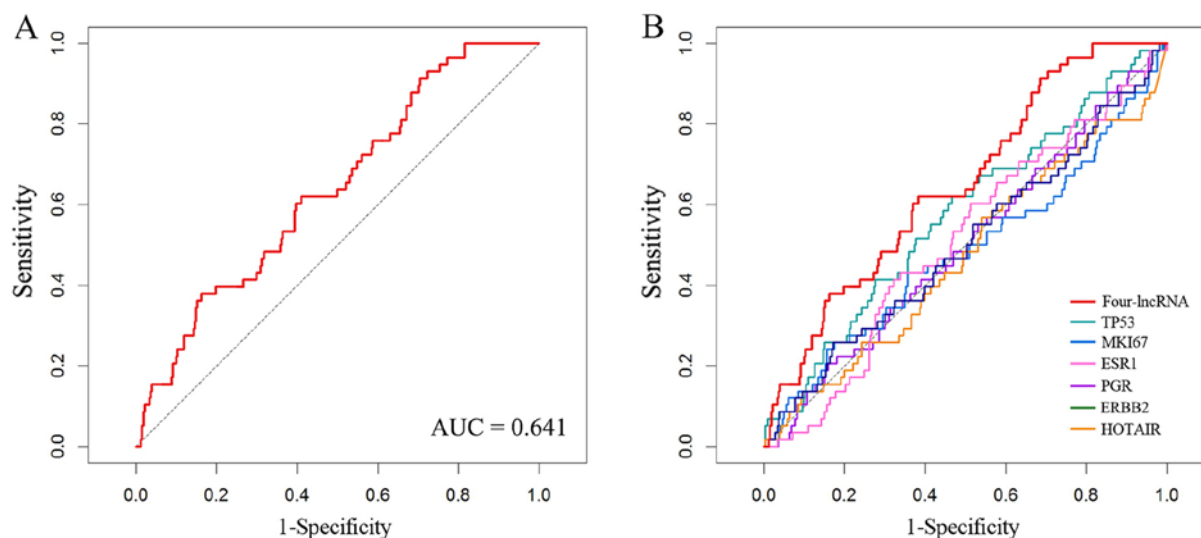 A
Sensitivity
1.0
0.8
0.6
0.4
0.2
0.0
AUC = 0.641
0.0 0.2 0.4 0.6 0.8 1.0
1-Specificity
B
Sensitivity
1.0
0.8
0.6
0.4
0.2
0.0
Four-lncRNA
TP53
MKI67
ESR1
PGR
ERBB2
HOTAIR
0.0 0.2 0.4 0.6 0.8 1.0
1-Specificity